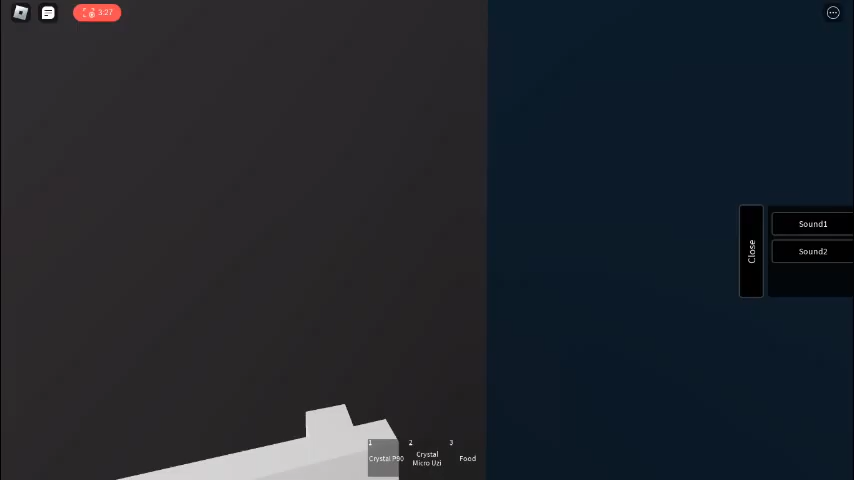 3:27
Sound1
Close
Sound2
1
2
3
Crystal P90
Crystal
Micro Uzi
Food